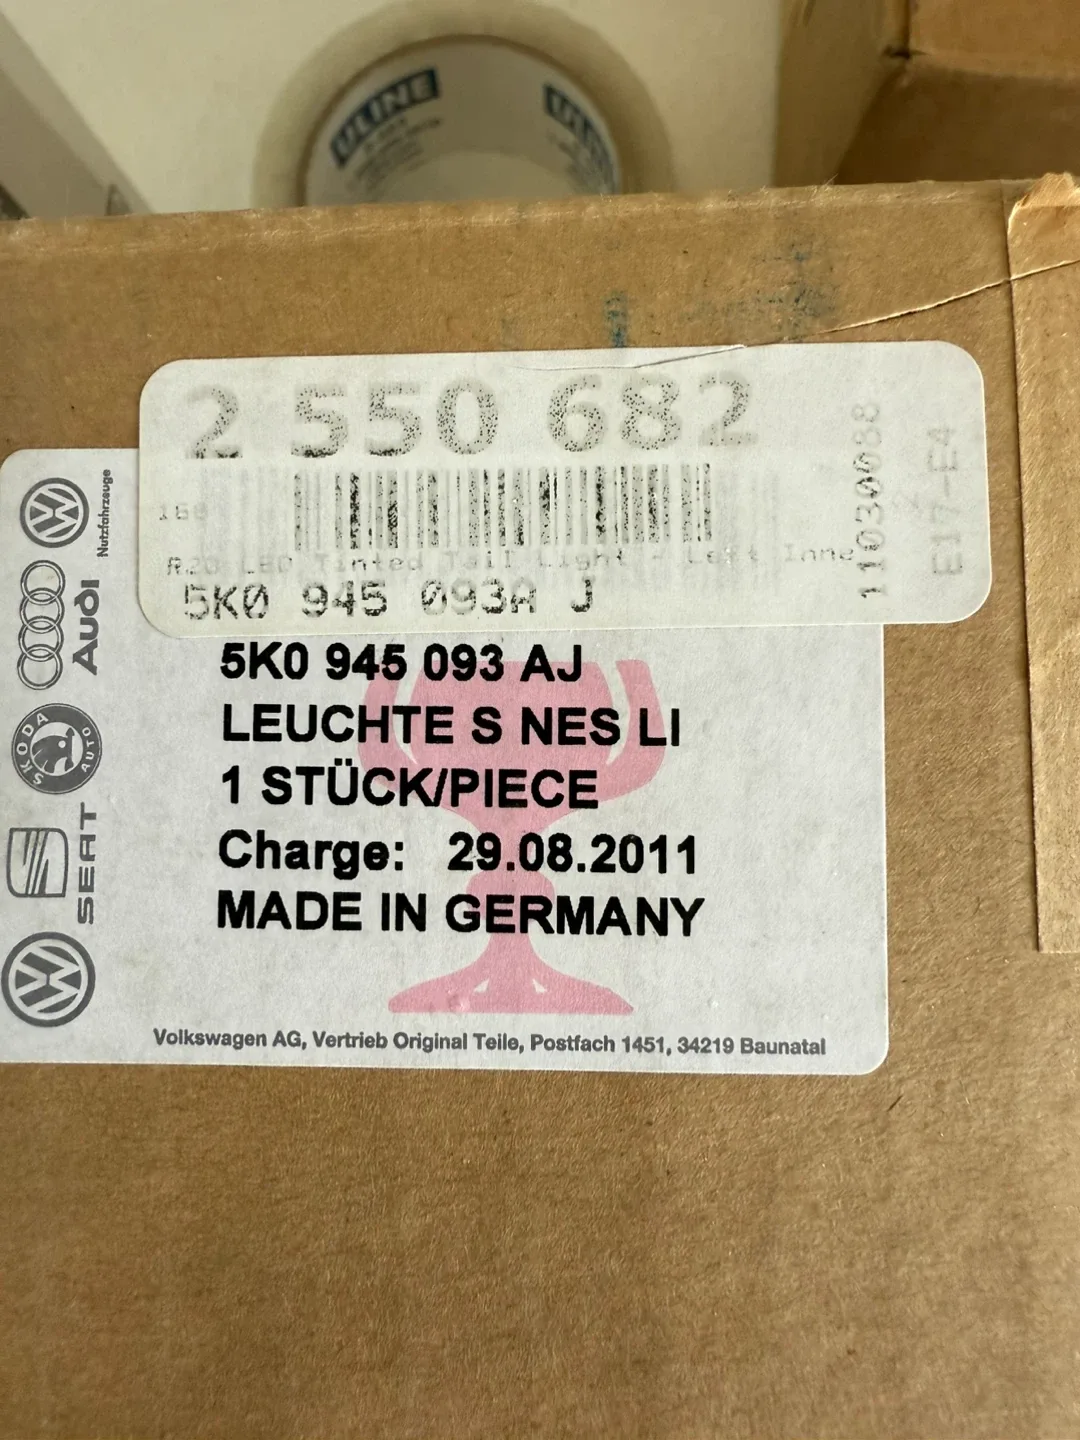 ULINE
2 550 682
168
R20 LED Tinted Tail Light - Left Inne
5K0 945 093A J
11030088
E17-E4
Nutzfahrzeuge
Audi
SKODA
AUTO
SEAT
5K0 945 093 AJ
LEUCHTE S NES LI
1 STÜCK/PIECE
Charge: 29.08.2011
MADE IN GERMANY
Volkswagen AG, Vertrieb Original Teile, Postfach 1451, 34219 Baunatal